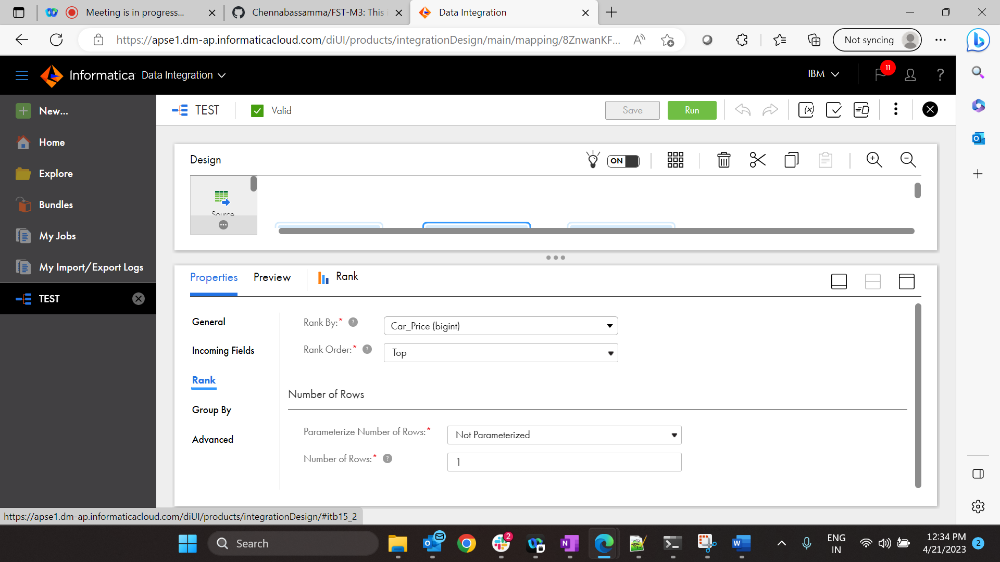 Meeting is in progress...
Chennabassamma/FST-M3: This i
Data Integration
https://apse1.dm-ap.informaticacloud.com/diUI/products/integrationDesign/main/mapping/8ZnwanKF...
Not syncing
Informatica Data Integration
IBM
11
?
New...
Home
Explore
Bundles
My Jobs
My Import/Export Logs
TEST
TEST
Valid
Save
Run
Design
ON
Source
Properties
Preview
Rank
General
Incoming Fields
Rank
Group By
Advanced
Rank By:* ?
Car_Price (bigint)
Rank Order:* ?
Top
Number of Rows
Parameterize Number of Rows:*
Not Parameterized
Number of Rows:* ?
1
https://apse1.dm-ap.informaticacloud.com/diUI/products/integrationDesign/#itb15_2
Search
2
ENG
IN
12:34 PM
4/21/2023
2